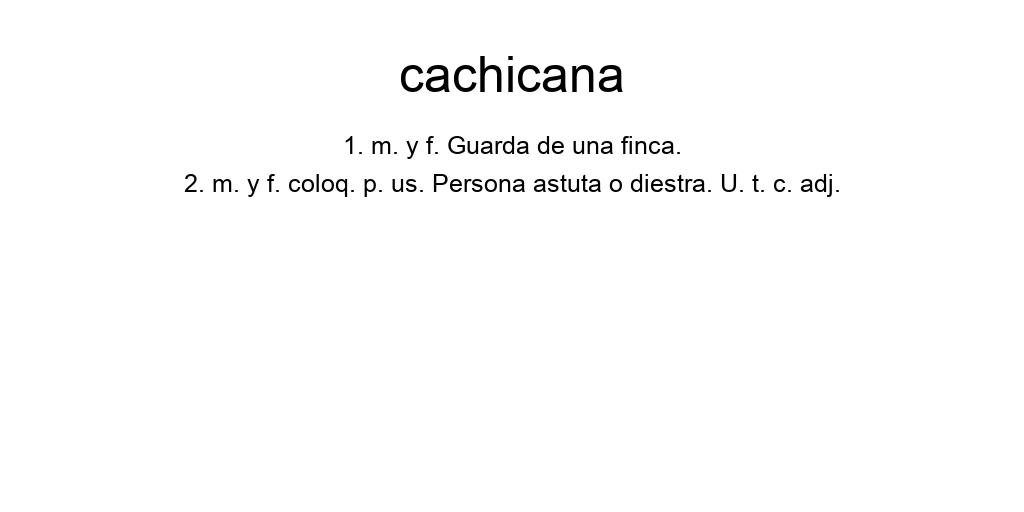 cachicana
1. m. y f. Guarda de una finca.
2. m. y f. coloq. p. us. Persona astuta o diestra. U. t. c. adj.